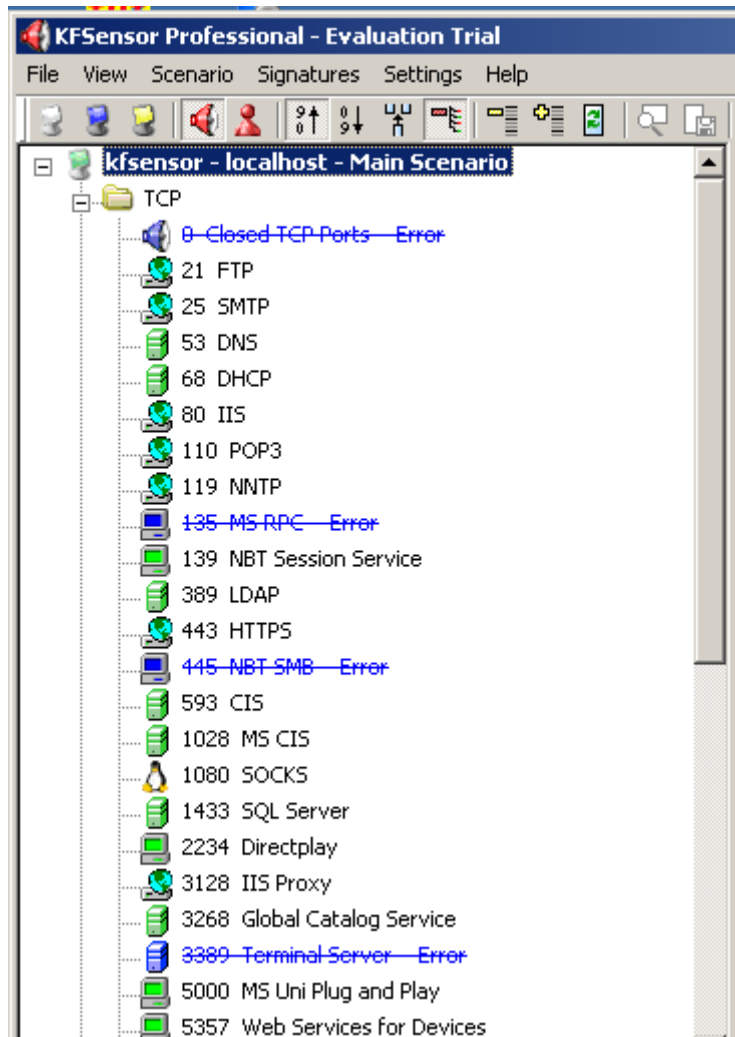 KFSensor Professional - Evaluation Trial
File View Scenario Signatures Settings Help
kfsensor - localhost - Main Scenario
TCP
0 Closed TCP Ports - Error
21 FTP
25 SMTP
53 DNS
68 DHCP
80 IIS
110 POP3
119 NNTP
135 MS RPC - Error
139 NBT Session Service
389 LDAP
443 HTTPS
445 NBT SMB - Error
593 CIS
1028 MS CIS
1080 SOCKS
1433 SQL Server
2234 Directplay
3128 IIS Proxy
3268 Global Catalog Service
3389 Terminal Server - Error
5000 MS Uni Plug and Play
5357 Web Services for Devices